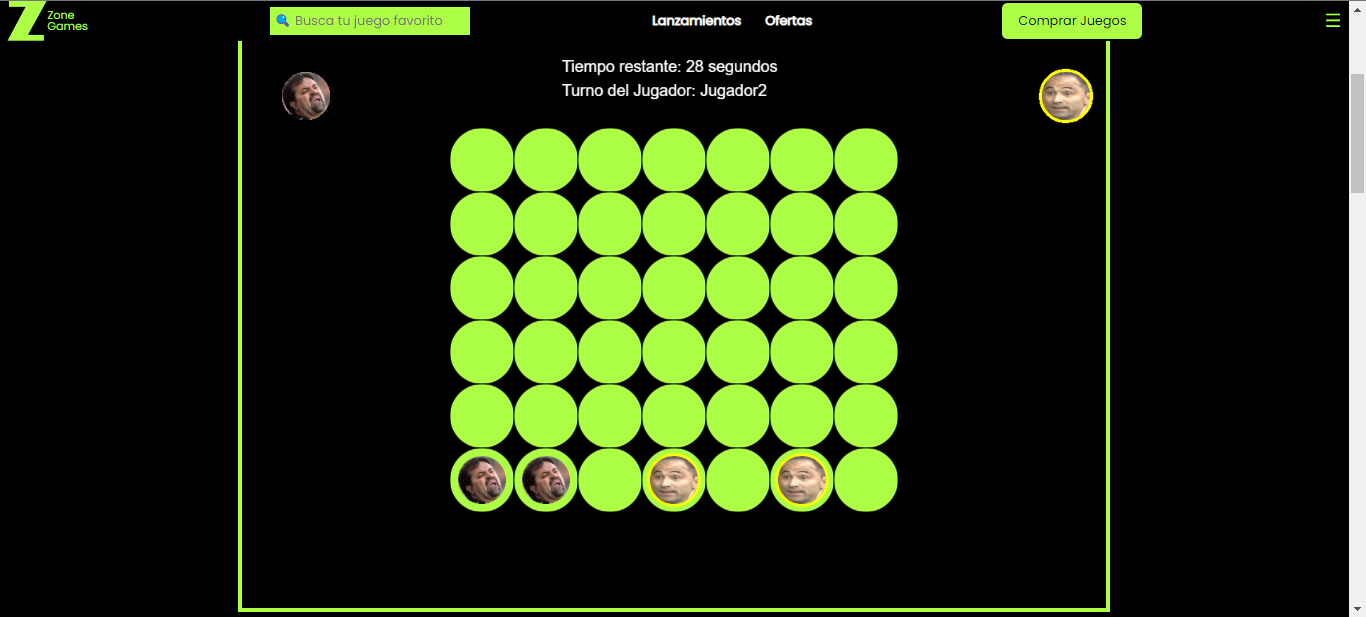 Zone
Games
Busca tu juego favorito
Lanzamientos
Ofertas
Comprar Juegos
Tiempo restante: 28 segundos
Turno del Jugador: Jugador2